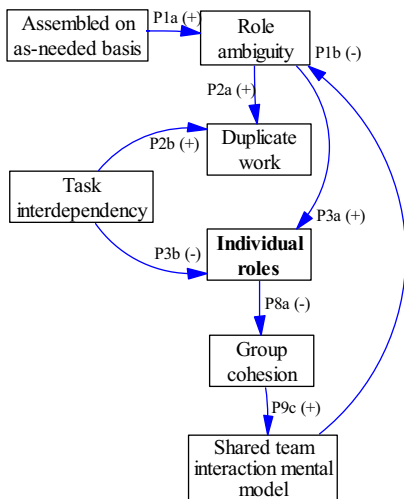 Assembled on
as-needed basis
P1a (+)
Role
ambiguity
P1b (-)
P2a (+)
P2b (+)
Duplicate
work
Task
interdependency
P3a (+)
P3b (-)
Individual
roles
P8a (-)
Group
cohesion
P9c (+)
Shared team
interaction mental
model